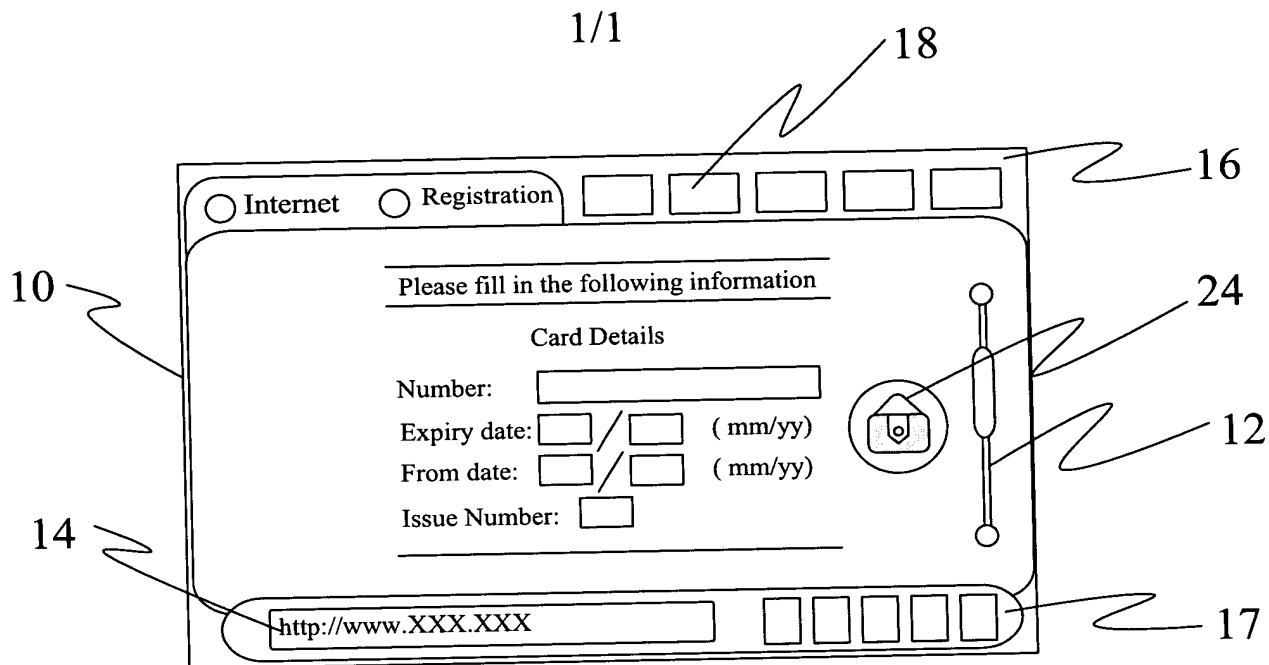 1/1
18
16
Internet Registration
10
Please fill in the following information
24
Card Details
Number:
Expiry date: / ( mm/yy)
12
From date: / ( mm/yy)
Issue Number:
14
http://www.XXX.XXX
17